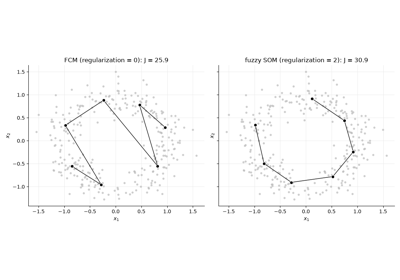 FCM (regularization = 0): J = 25.9
fuzzy SOM (regularization = 2): J = 30.9
1.5
1.0
0.5
0.0
−0.5
−1.0
x₂
−1.5 −1.0 −0.5 0.0 0.5 1.0 1.5
x₁
x₂
−1.5 −1.0 −0.5 0.0 0.5 1.0 1.5
x₁